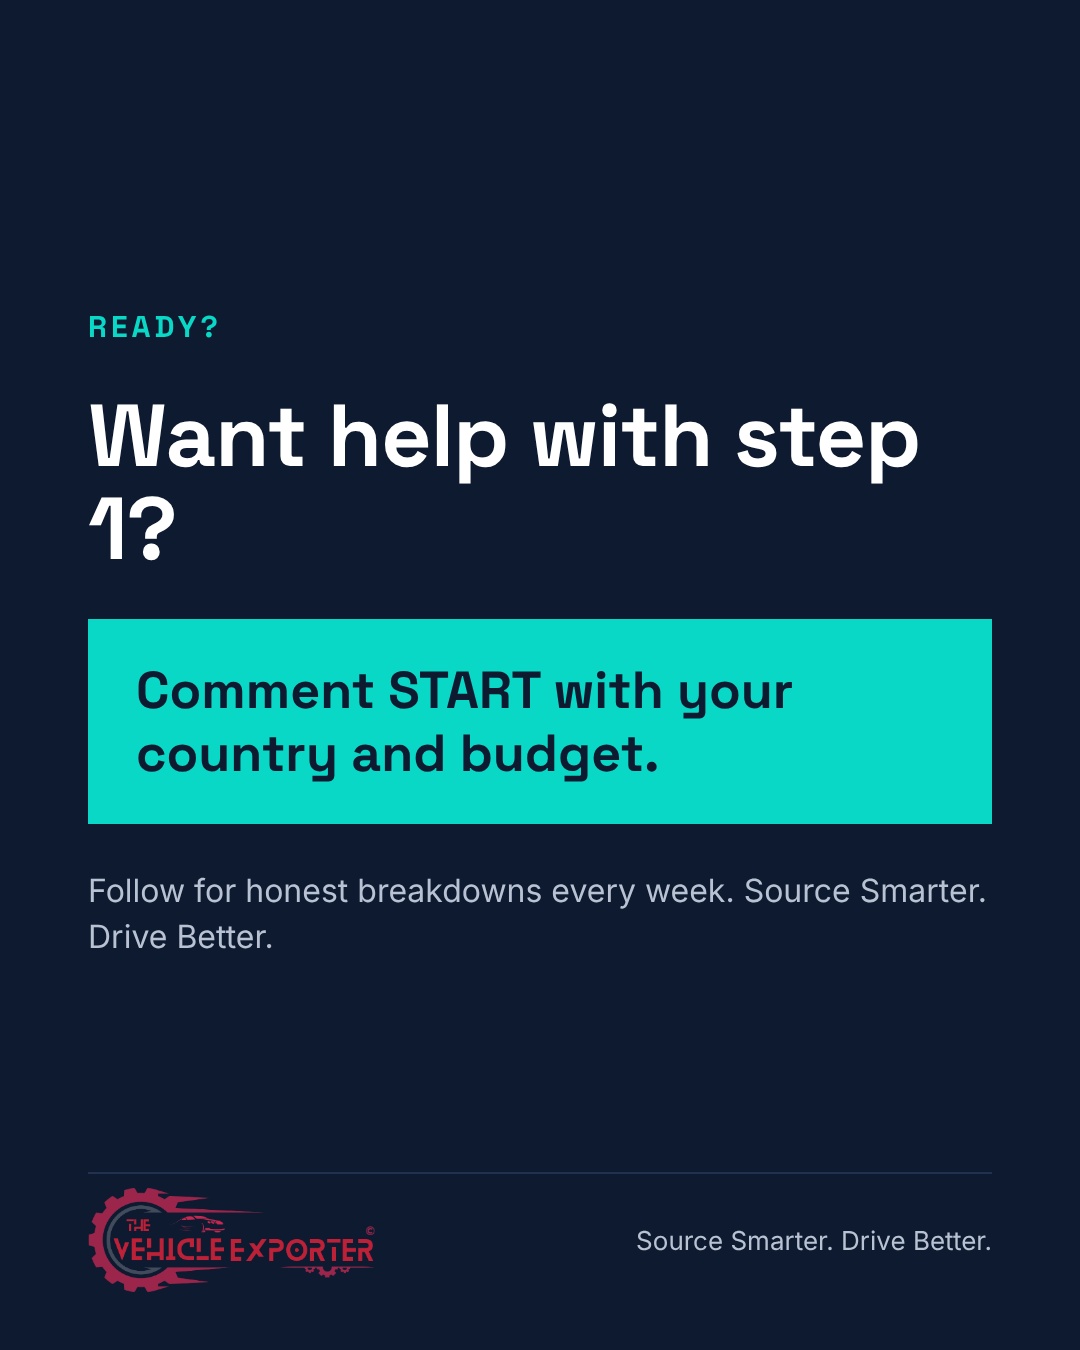 READY?
Want help with step
1?
Comment START with your
country and budget.
Follow for honest breakdowns every week. Source Smarter.
Drive Better.
THE
VEHICLE EXPORTER
©
Source Smarter. Drive Better.